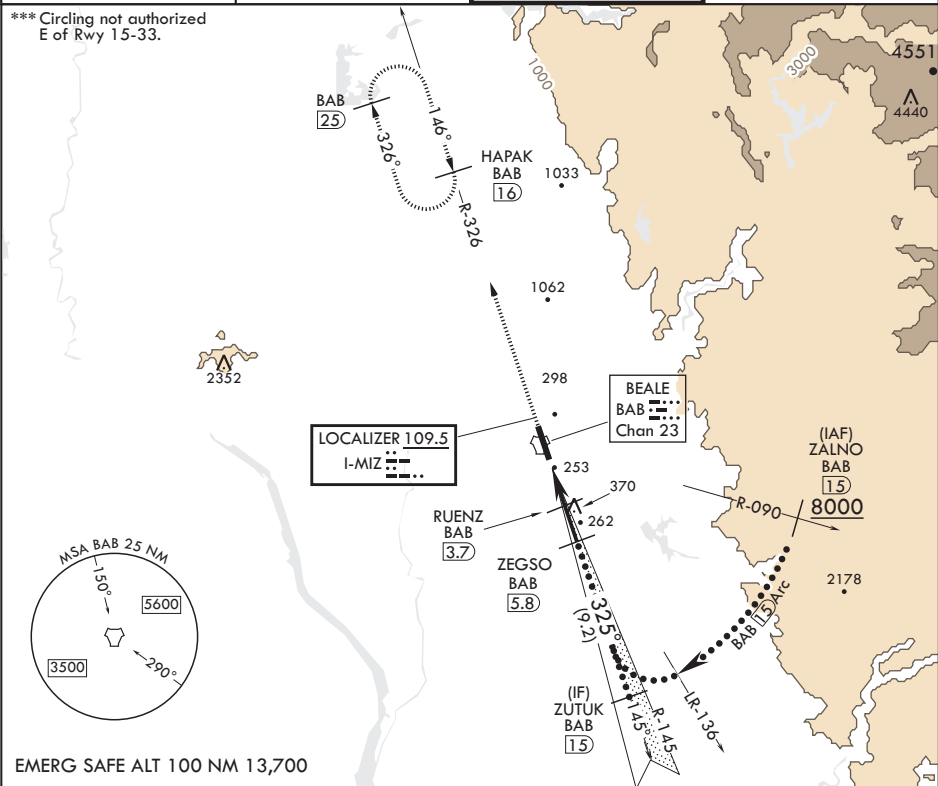 *** Circling not authorized
E of Rwy 15-33.
1000
3000
4551
4440
BAB
25
146°
326°
HAPAK
BAB
16
R-326
1033
1062
2352
298
BEALE
BAB
Chan 23
LOCALIZER 109.5
I-MIZ
253
370
262
RUENZ
BAB
3.7
ZEGSO
BAB
5.8
(IAF)
ZALNO
BAB
15
8000
R-090
2178
BAB 15 Arc
325°
(9.2)
(IF)
ZUTUK
BAB
15
145°
R-145
LR-136
MSA BAB 25 NM
150°
5600
3500
290°
EMERG SAFE ALT 100 NM 13,700